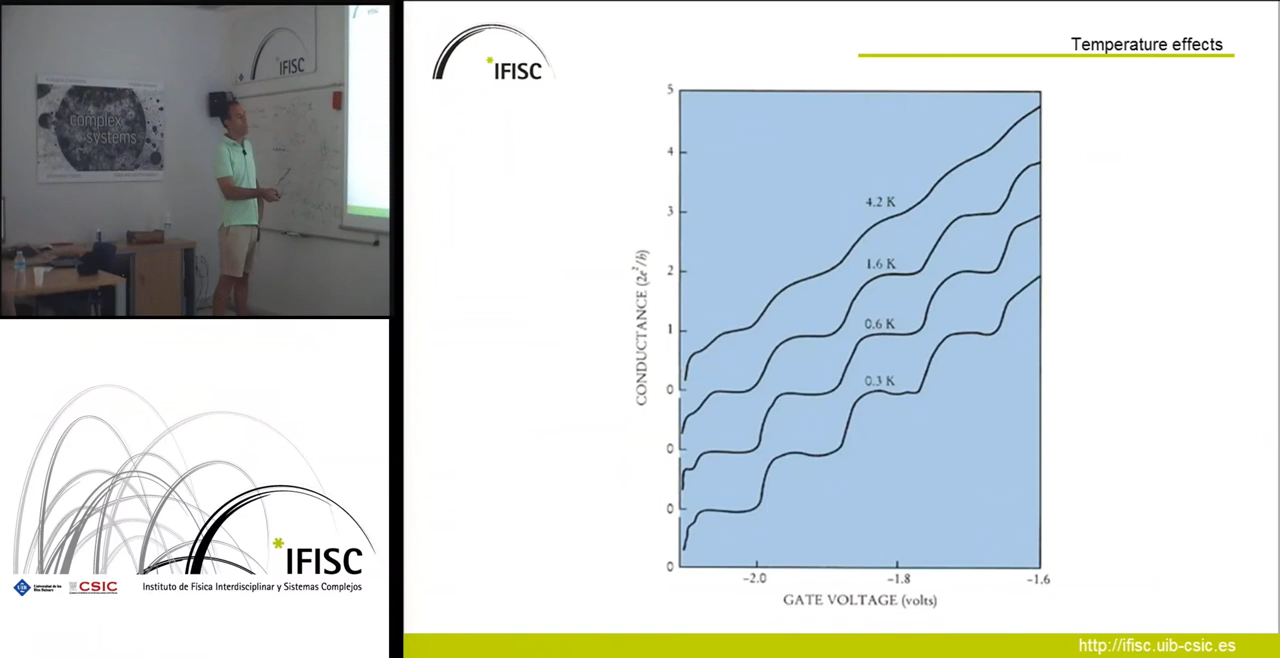 complex
systems
IFISC
IFISC
Temperature effects
5
4
3
2
1
0
0
0
0
CONDUCTANCE (2e²/h)
4.2 K
1.6 K
0.6 K
0.3 K
-2.0
-1.8
-1.6
GATE VOLTAGE (volts)
IFISC
UIB
CSIC
Instituto de Física Interdisciplinar y Sistemas Complejos
http://ifisc.uib-csic.es